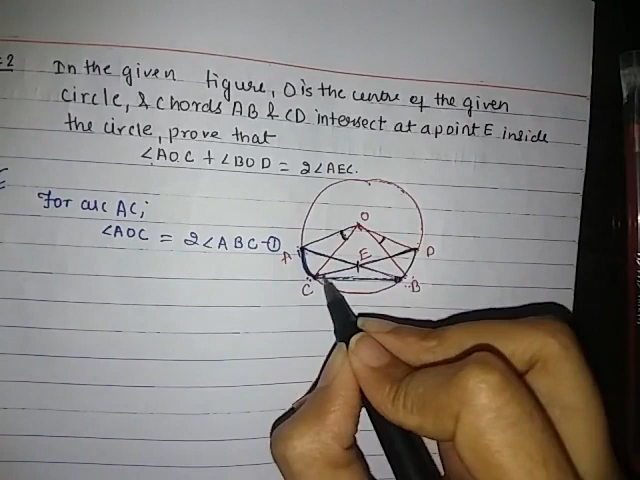 2 In the given figure, O is the centre of the given
circle, & chords AB & CD intersect at a point E inside
the circle, prove that
∠AOC + ∠BOD = 2∠AEC.
For arc AC;
∠AOC = 2∠ABC-①
O
A
E
D
C
B